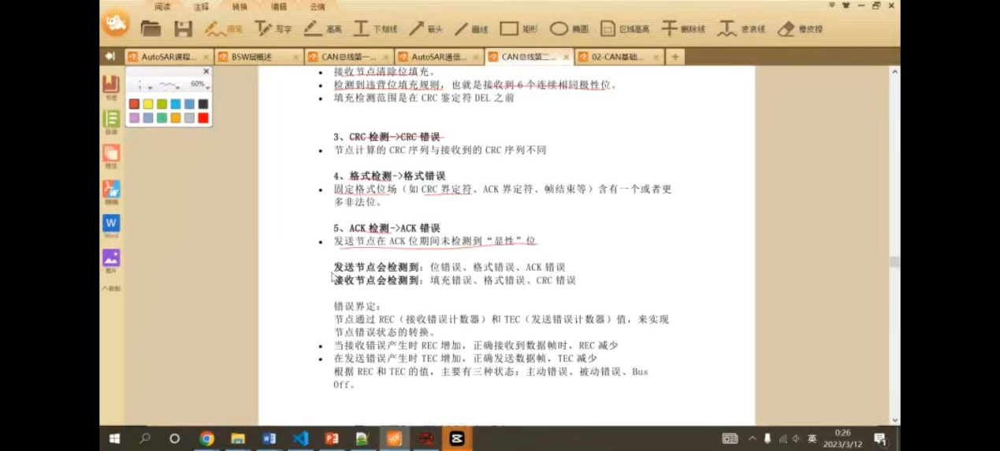 阅读 注释 转换 编辑 云端
画笔 写字 高亮 下划线 箭头 画线 矩形 椭圆 区域高亮 删除线 波浪线 橡皮擦
AutoSAR课程... BSW层概述 CAN总线第一... AutoSAR通信... CAN总线第二... 02-CAN基础...
60%
书签
目录
Word
图片
接收节点清除位填充。
检测到违背位填充规则,也就是接收到 6 个连续相同极性位。
填充检测范围是在 CRC 鉴定符 DEL 之前
3、CRC 检测->CRC 错误
节点计算的 CRC 序列与接收到的 CRC 序列不同
4、格式检测->格式错误
固定格式位场(如 CRC 界定符、ACK 界定符、帧结束等)含有一个或者更
多非法位。
5、ACK 检测->ACK 错误
发送节点在 ACK 位期间未检测到“显性”位
发送节点会检测到:位错误、格式错误、ACK 错误
接收节点会检测到:填充错误、格式错误、CRC 错误
错误界定:
节点通过 REC(接收错误计数器)和 TEC(发送错误计数器)值,来实现
节点错误状态的转换。
当接收错误产生时 REC 增加,正确接收到数据帧时,REC 减少
在发送错误产生时 TEC 增加,正确发送数据帧,TEC 减少
根据 REC 和 TEC 的值,主要有三种状态:主动错误、被动错误、Bus
Off。
英
0:26
2023/3/12